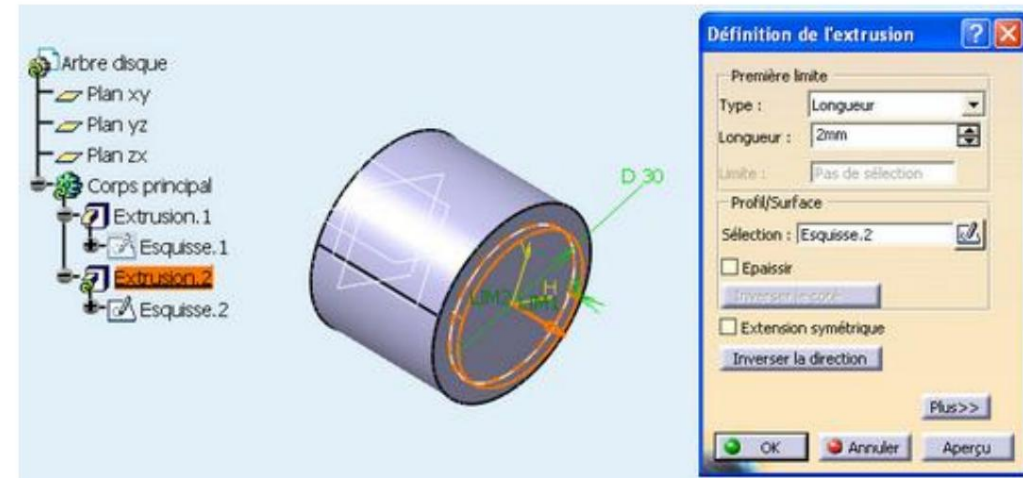 Arbre disque
Plan xy
Plan yz
Plan zx
Corps principal
Extrusion.1
Esquisse.1
Extrusion.2
Esquisse.2
D 30
LIM2
LIM1
H
Définition de l'extrusion
Première limite
Type : Longueur
Longueur : 2mm
Limite : Pas de sélection
Profil/Surface
Sélection : Esquisse.2
Epaissir
Inverser le côté
Extension symétrique
Inverser la direction
Plus>>
OK Annuler Aperçu